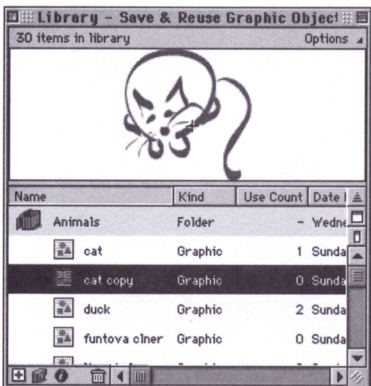 Library - Save & Reuse Graphic Object
30 items in library Options
Name Kind Use Count Date
Animals Folder - Wedne
cat Graphic 1 Sunda
cat copy Graphic 0 Sunda
duck Graphic 2 Sunda
funtova clner Graphic 0 Sunda